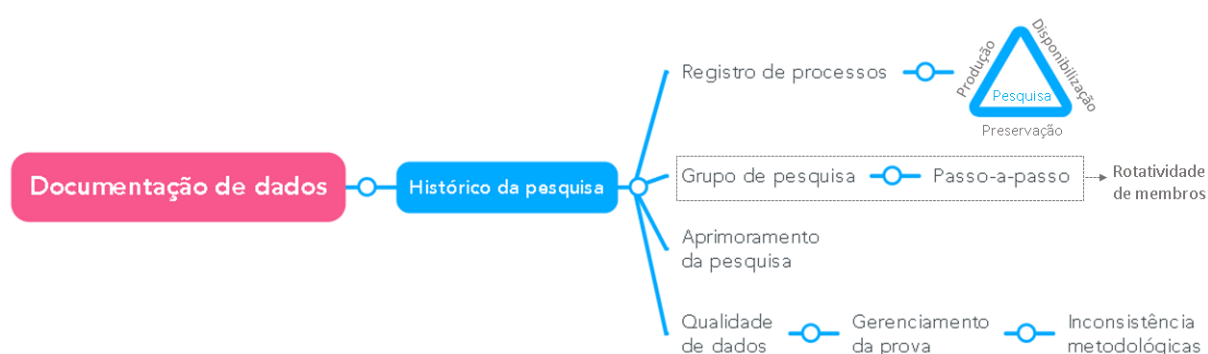 Documentação de dados
Histórico da pesquisa
Registro de processos
Produção
Disponibilização
Pesquisa
Preservação
Grupo de pesquisa
Passo-a-passo
Rotatividade
de membros
Aprimoramento
da pesquisa
Qualidade
de dados
Gerenciamento
da prova
Inconsistência
metodológicas